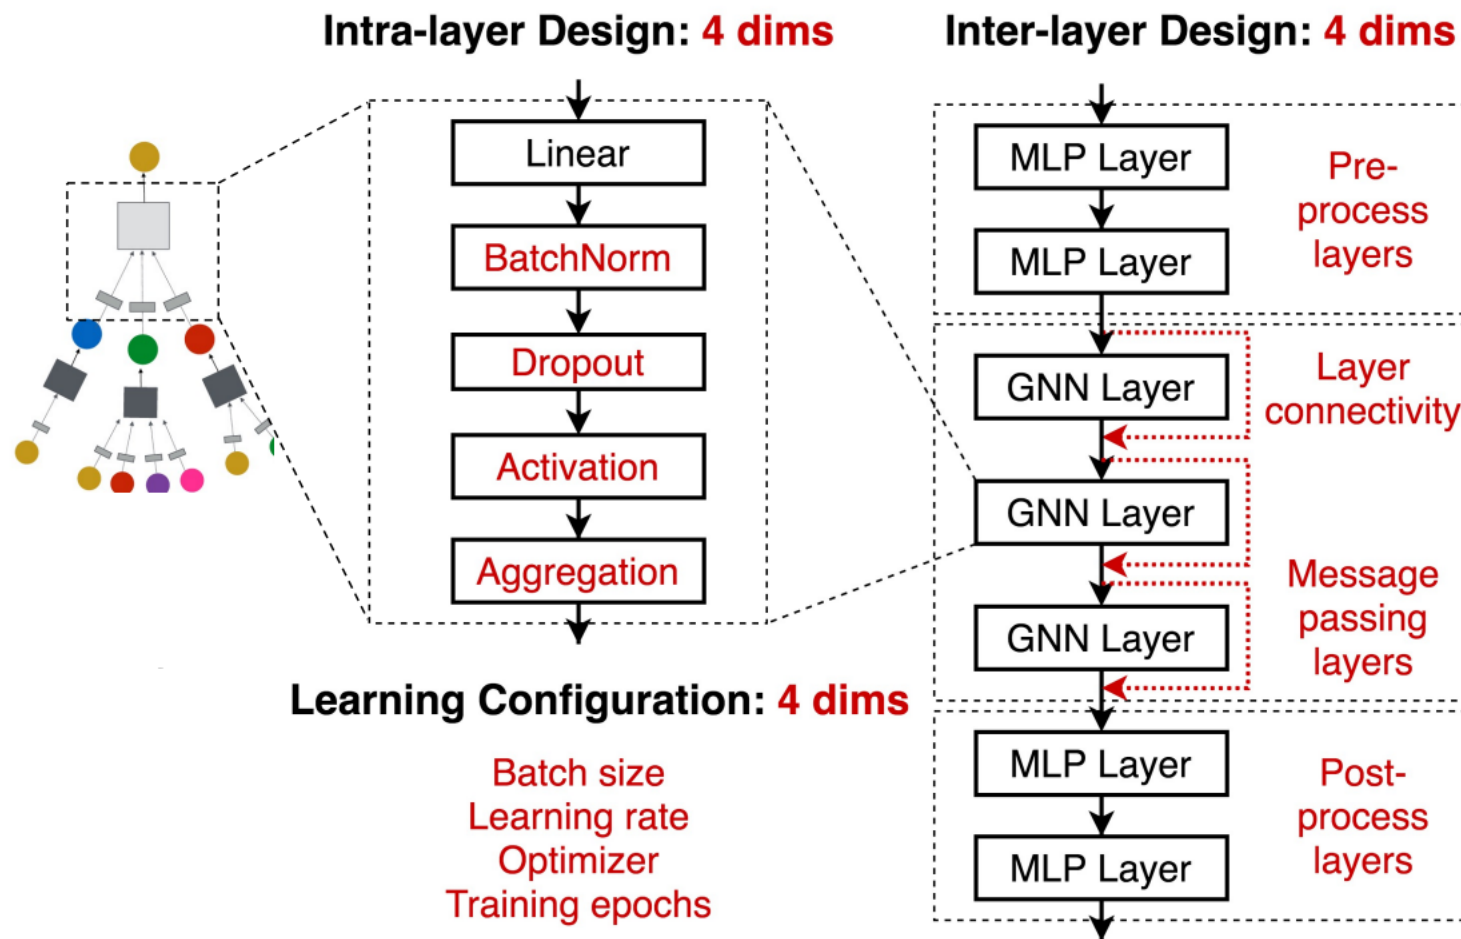 Intra-layer Design: 4 dims
Linear
BatchNorm
Dropout
Activation
Aggregation
Learning Configuration: 4 dims
Batch size
Learning rate
Optimizer
Training epochs
Inter-layer Design: 4 dims
MLP Layer
MLP Layer
Pre-
process
layers
GNN Layer
GNN Layer
GNN Layer
Layer
connectivity
Message
passing
layers
MLP Layer
MLP Layer
Post-
process
layers